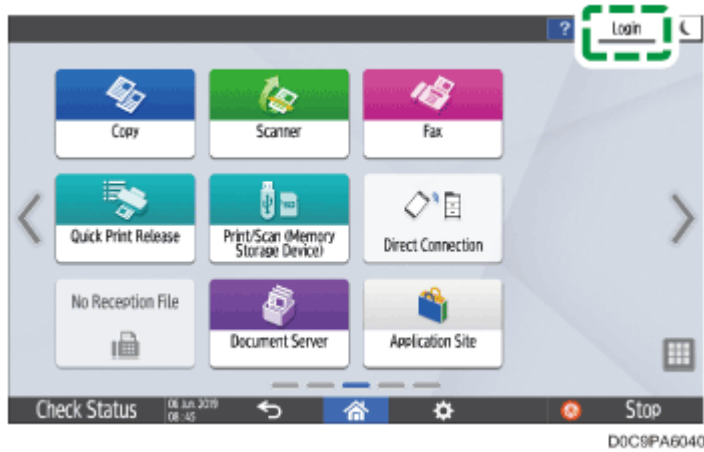 ?
Login
Copy
Scanner
Fax
Quick Print Release
Print/Scan (Memory
Storage Device)
Direct Connection
No Reception File
Document Server
Application Site
Check Status
06 Jun. 2019
08:45
Stop
D0C9PA6040